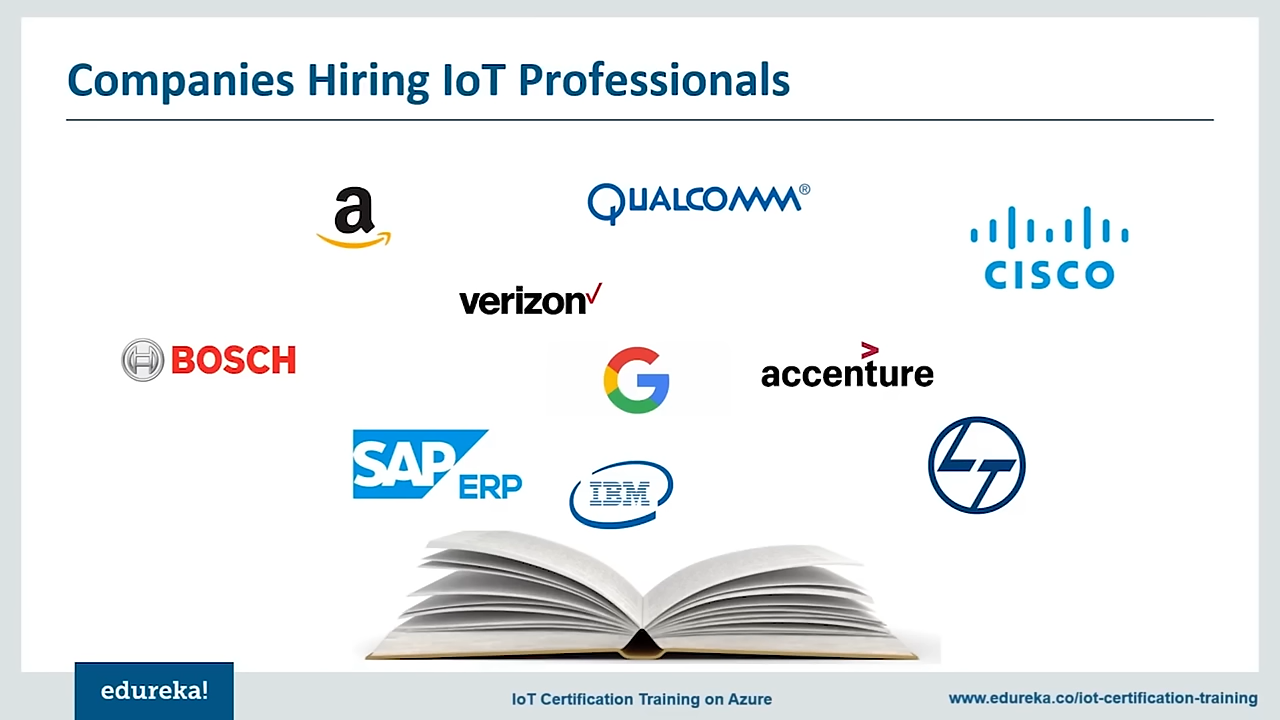 Companies Hiring IoT Professionals
a
QUALCOMM®
CISCO
verizon✓
BOSCH
G
accenture
>
SAP
ERP
IBM
LT
edureka!
IoT Certification Training on Azure
www.edureka.co/iot-certification-training